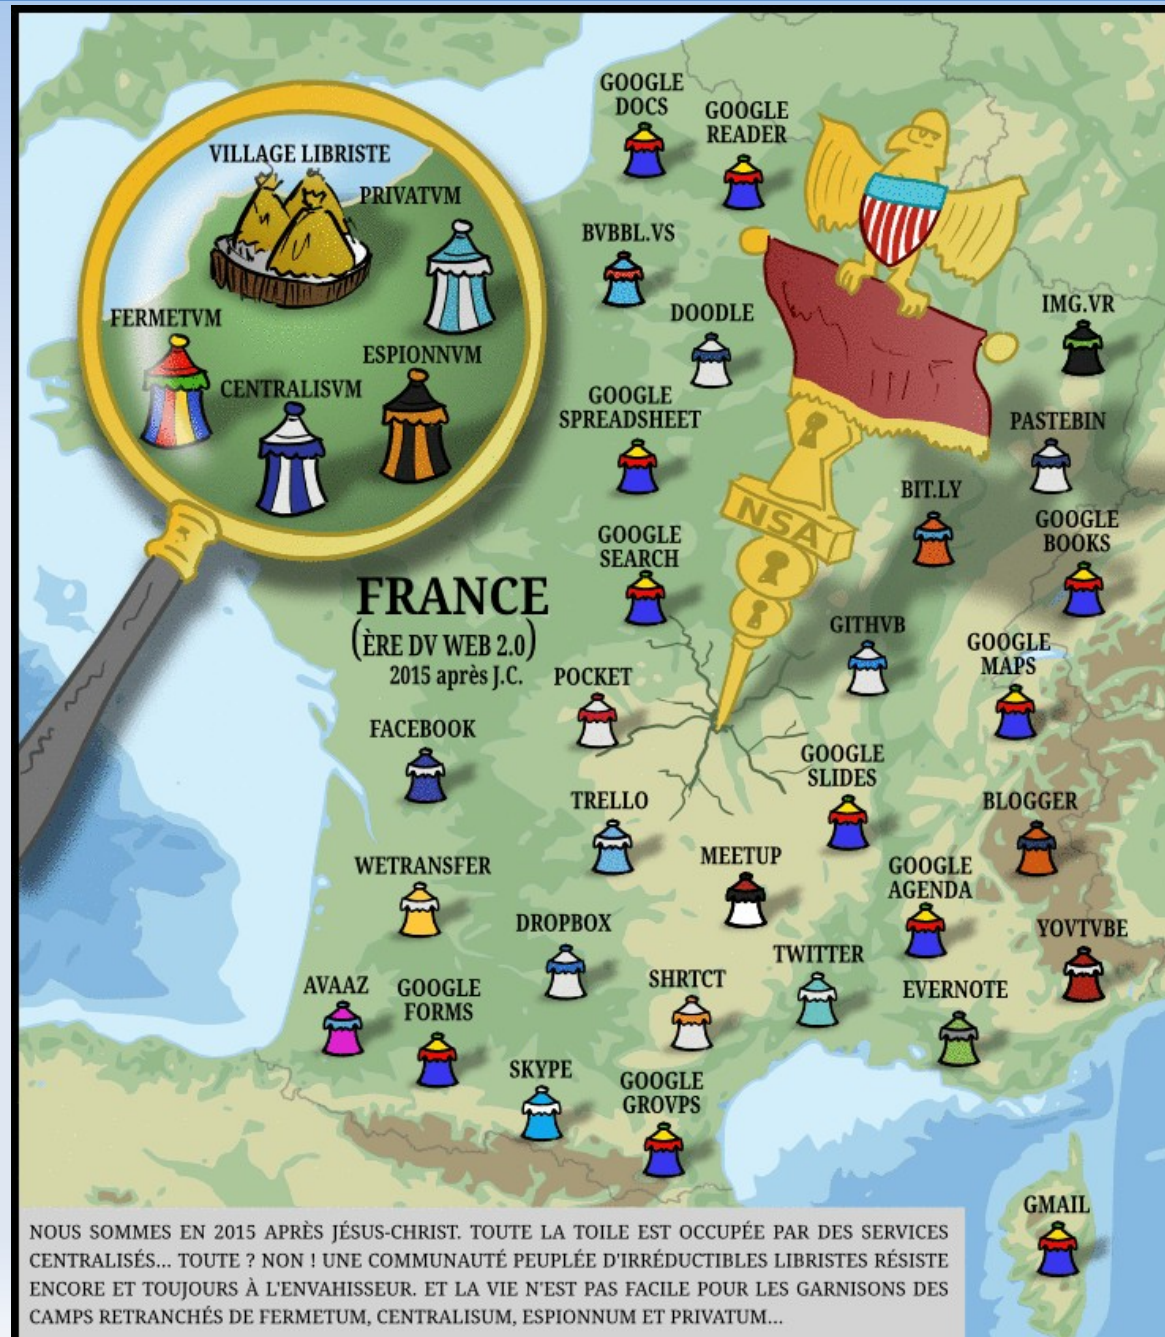 GOOGLE
DOCS
GOOGLE
READER
VILLAGE LIBRISTE
PRIVATVM
BVBBL.VS
FERMETVM
DOODLE
IMG.VR
ESPIONNVM
CENTRALISVM
GOOGLE
SPREADSHEET
PASTEBIN
BIT.LY
NSA
GOOGLE
BOOKS
GOOGLE
SEARCH
FRANCE
(ÈRE DV WEB 2.0)
2015 après J.C.
GITHVB
GOOGLE
MAPS
POCKET
FACEBOOK
GOOGLE
SLIDES
TRELLO
BLOGGER
MEETUP
WETRANSFER
GOOGLE
AGENDA
DROPBOX
YOVTVBE
TWITTER
AVAAZ
GOOGLE
FORMS
SHRTCT
EVERNOTE
SKYPE
GOOGLE
GROVPS
GMAIL
NOUS SOMMES EN 2015 APRÈS JÉSUS-CHRIST. TOUTE LA TOILE EST OCCUPÉE PAR DES SERVICES
CENTRALISÉS... TOUTE ? NON ! UNE COMMUNAUTÉ PEUPLÉE D'IRRÉDUCTIBLES LIBRISTES RÉSISTE
ENCORE ET TOUJOURS À L'ENVAHISSEUR. ET LA VIE N'EST PAS FACILE POUR LES GARNISONS DES
CAMPS RETRANCHÉS DE FERMETUM, CENTRALISUM, ESPIONNUM ET PRIVATUM...